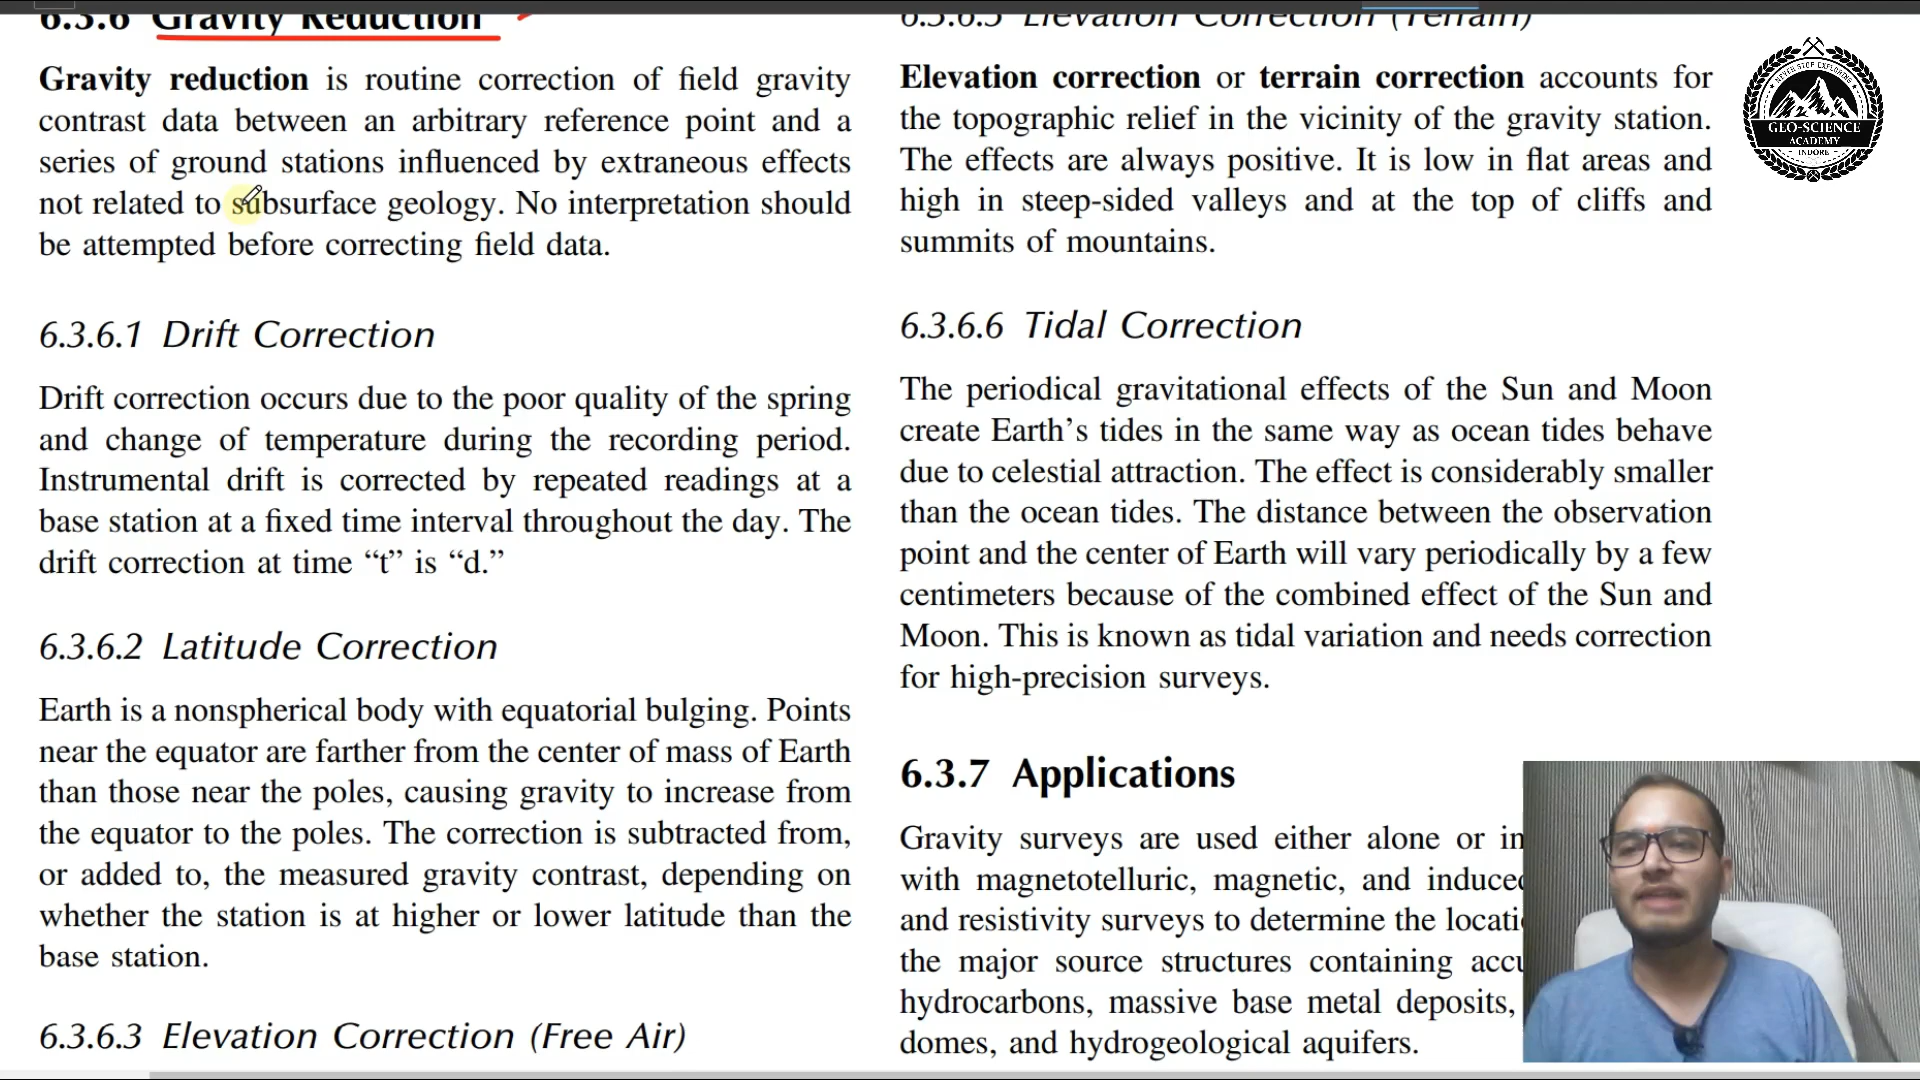 6.3.6 Gravity Reduction
Gravity reduction is routine correction of field gravity
contrast data between an arbitrary reference point and a
series of ground stations influenced by extraneous effects
not related to subsurface geology. No interpretation should
be attempted before correcting field data.
6.3.6.1 Drift Correction
Drift correction occurs due to the poor quality of the spring
and change of temperature during the recording period.
Instrumental drift is corrected by repeated readings at a
base station at a fixed time interval throughout the day. The
drift correction at time “t” is “d.”
6.3.6.2 Latitude Correction
Earth is a nonspherical body with equatorial bulging. Points
near the equator are farther from the center of mass of Earth
than those near the poles, causing gravity to increase from
the equator to the poles. The correction is subtracted from,
or added to, the measured gravity contrast, depending on
whether the station is at higher or lower latitude than the
base station.
6.3.6.3 Elevation Correction (Free Air)
6.3.6.5 Elevation Correction (Terrain)
Elevation correction or terrain correction accounts for
the topographic relief in the vicinity of the gravity station.
The effects are always positive. It is low in flat areas and
high in steep-sided valleys and at the top of cliffs and
summits of mountains.
6.3.6.6 Tidal Correction
The periodical gravitational effects of the Sun and Moon
create Earth’s tides in the same way as ocean tides behave
due to celestial attraction. The effect is considerably smaller
than the ocean tides. The distance between the observation
point and the center of Earth will vary periodically by a few
centimeters because of the combined effect of the Sun and
Moon. This is known as tidal variation and needs correction
for high-precision surveys.
6.3.7 Applications
Gravity surveys are used either alone or in
with magnetotelluric, magnetic, and induced
and resistivity surveys to determine the locati
the major source structures containing accu
hydrocarbons, massive base metal deposits,
domes, and hydrogeological aquifers.
NEVER STOP EXPLORING
GEO-SCIENCE
ACADEMY
INDORE